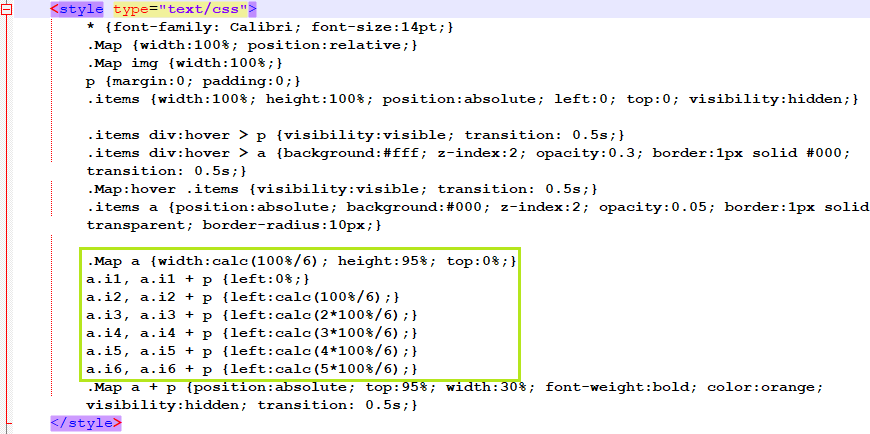 <style type="text/css">
* {font-family: Calibri; font-size:14pt;}
.Map {width:100%; position:relative;}
.Map img {width:100%;}
p {margin:0; padding:0;}
.items {width:100%; height:100%; position:absolute; left:0; top:0; visibility:hidden;}
.items div:hover > p {visibility:visible; transition: 0.5s;}
.items div:hover > a {background:#fff; z-index:2; opacity:0.3; border:1px solid #000;
transition: 0.5s;}
.Map:hover .items {visibility:visible; transition: 0.5s;}
.items a {position:absolute; background:#000; z-index:2; opacity:0.05; border:1px solid
transparent; border-radius:10px;}
.Map a {width:calc(100%/6); height:95%; top:0%;}
a.i1, a.i1 + p {left:0%;}
a.i2, a.i2 + p {left:calc(100%/6);}
a.i3, a.i3 + p {left:calc(2*100%/6);}
a.i4, a.i4 + p {left:calc(3*100%/6);}
a.i5, a.i5 + p {left:calc(4*100%/6);}
a.i6, a.i6 + p {left:calc(5*100%/6);}
.Map a + p {position:absolute; top:95%; width:30%; font-weight:bold; color:orange;
visibility:hidden; transition: 0.5s;}
</style>